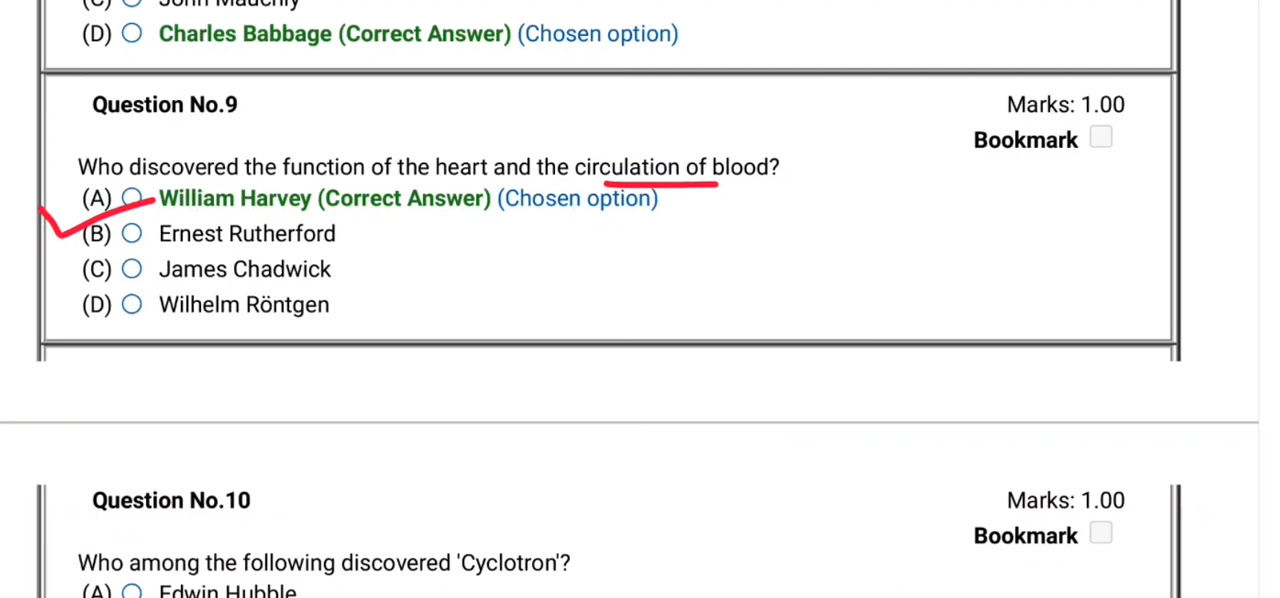 (C) John Mauchly
(D) Charles Babbage (Correct Answer) (Chosen option)
Question No.9 Marks: 1.00
Bookmark
Who discovered the function of the heart and the circulation of blood?
(A) William Harvey (Correct Answer) (Chosen option)
(B) Ernest Rutherford
(C) James Chadwick
(D) Wilhelm Röntgen
Question No.10 Marks: 1.00
Bookmark
Who among the following discovered 'Cyclotron'?
(A) Edwin Hubble